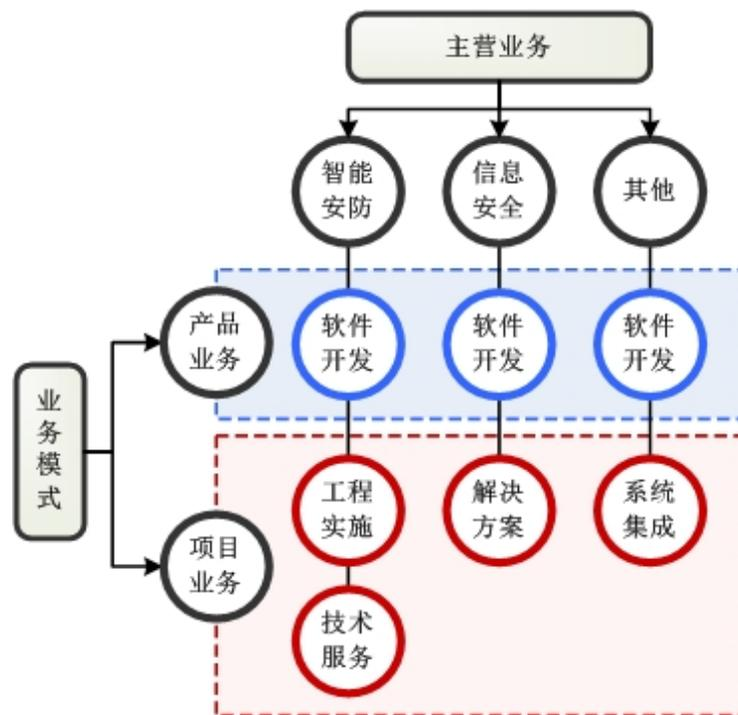 主营业务
智能
安防
信息
安全
其他
产品
业务
软件
开发
软件
开发
软件
开发
业
务
模
式
项目
业务
工程
实施
解决
方案
系统
集成
技术
服务